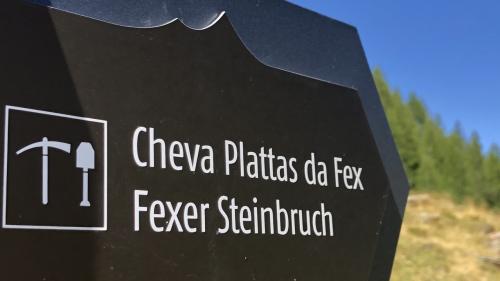 Cheva Plattas da Fex
Fexer Steinbruch